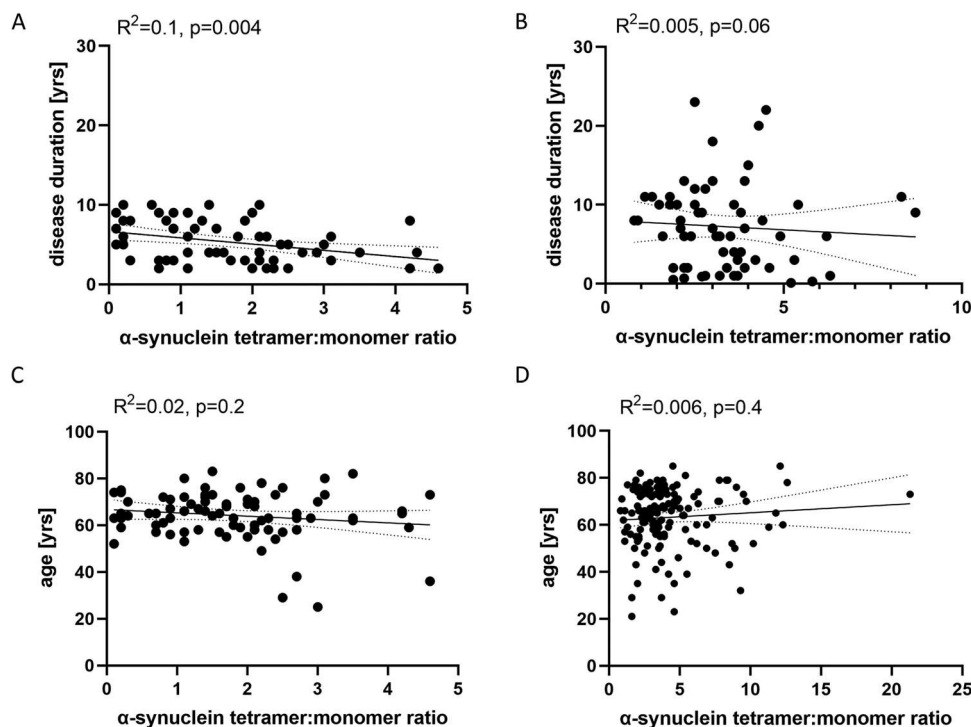 A
R²=0.1, p=0.004
disease duration [yrs]
30
20
10
0
0 1 2 3 4 5
α-synuclein tetramer:monomer ratio
B
R²=0.005, p=0.06
disease duration [yrs]
30
20
10
0
0 5 10
α-synuclein tetramer:monomer ratio
C
R²=0.02, p=0.2
age [yrs]
100
80
60
40
20
0
0 1 2 3 4 5
α-synuclein tetramer:monomer ratio
D
R²=0.006, p=0.4
age [yrs]
100
80
60
40
20
0
0 5 10 15 20 25
α-synuclein tetramer:monomer ratio